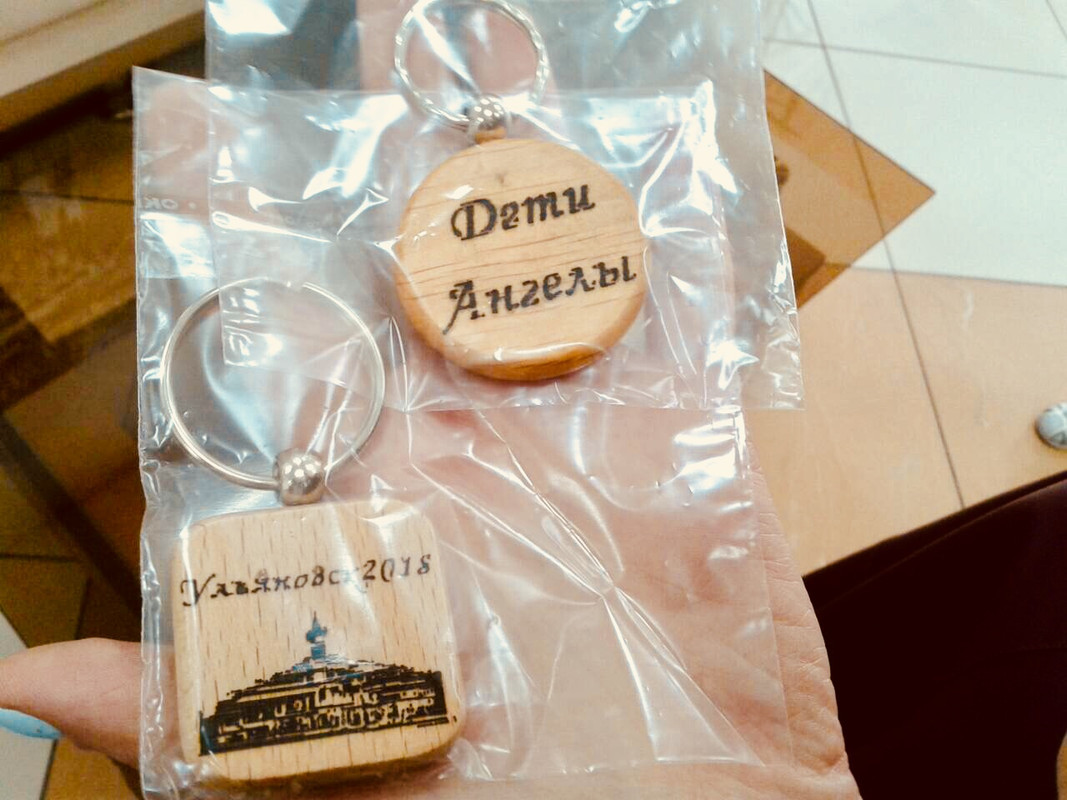 Дети
Ангелы
Ульяновск 2018